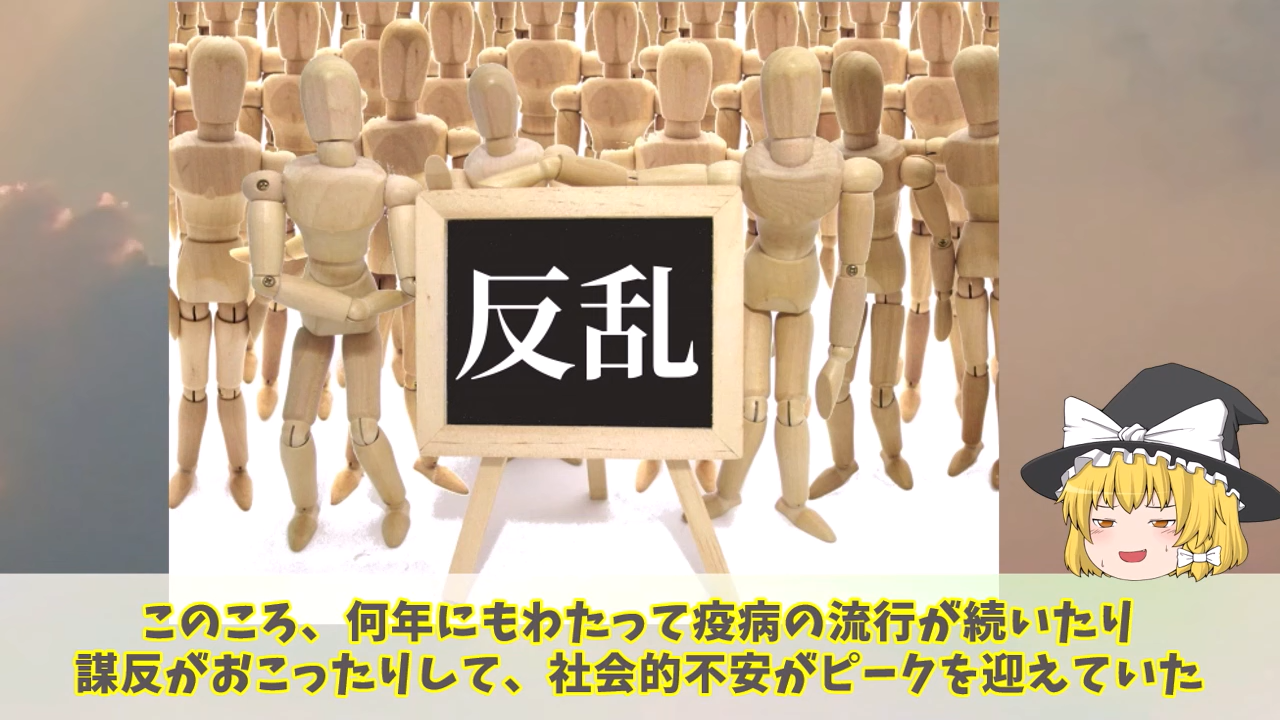 反乱
このころ、何年にもわたって疫病の流行が続いたり
謀反がおこったりして、社会的不安がピークを迎えていた